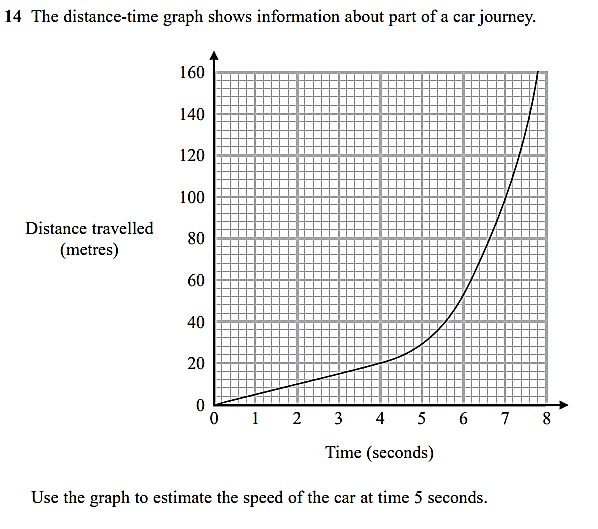 14 The distance-time graph shows information about part of a car journey.
160
140
120
100
80
60
40
20
0
Distance travelled
(metres)
0 1 2 3 4 5 6 7 8
Time (seconds)
Use the graph to estimate the speed of the car at time 5 seconds.